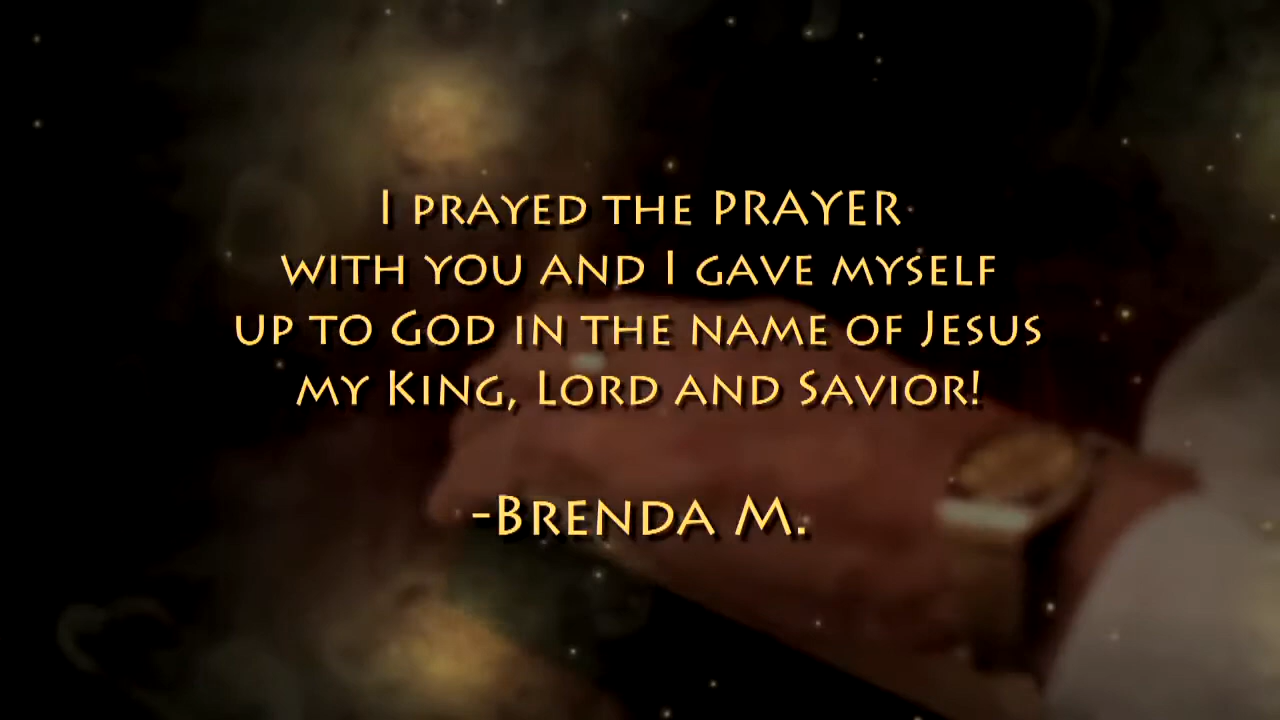 I PRAYED THE PRAYER
WITH YOU AND I GAVE MYSELF
UP TO GOD IN THE NAME OF JESUS
MY KING, LORD AND SAVIOR!
-BRENDA M.